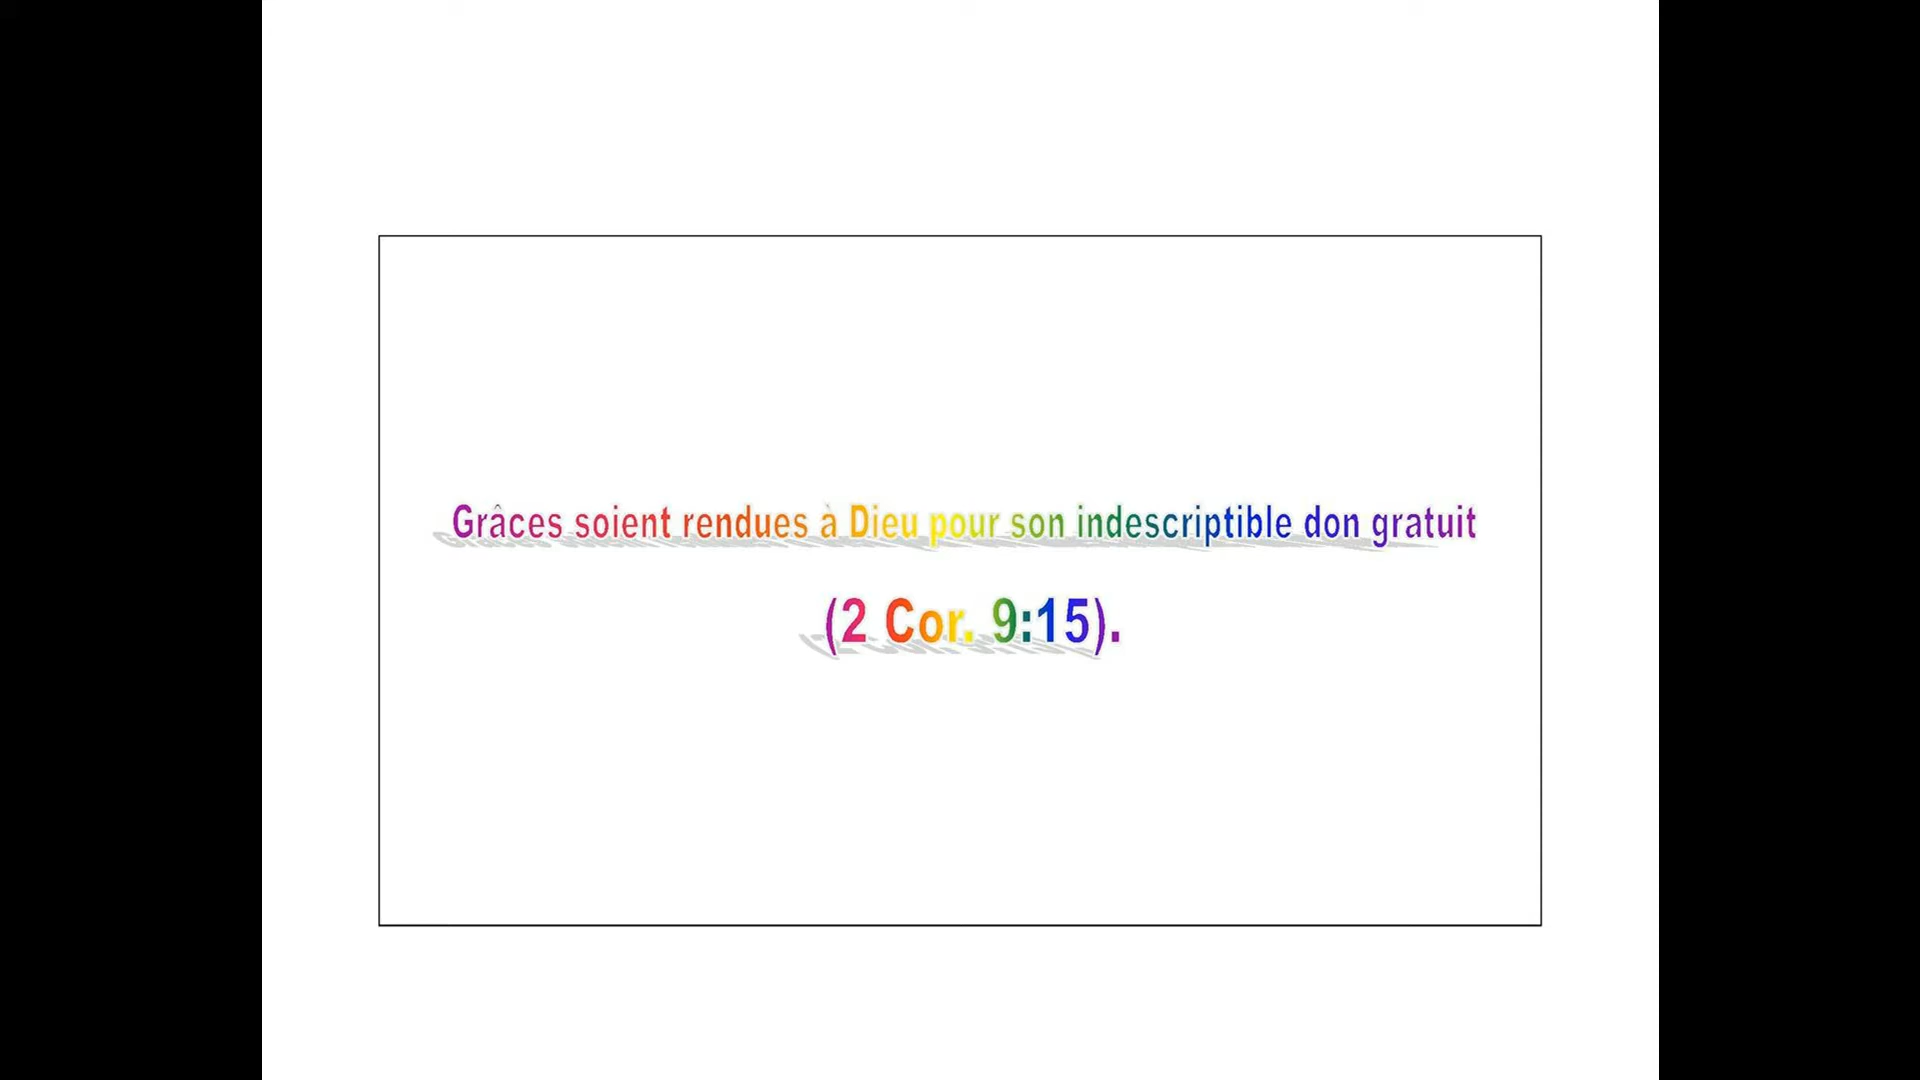 Grâces soient rendues à Dieu pour son indescriptible don gratuit
(2 Cor. 9:15).